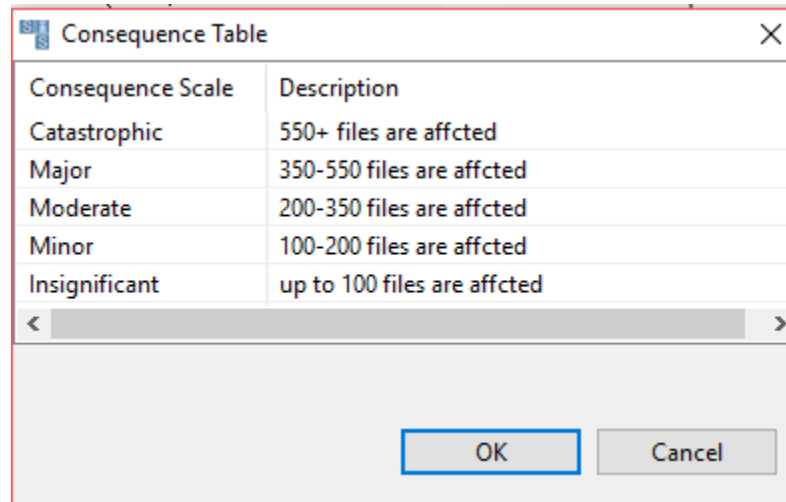 Consequence Table
Consequence Scale Description
Catastrophic 550+ files are affcted
Major 350-550 files are affcted
Moderate 200-350 files are affcted
Minor 100-200 files are affcted
Insignificant up to 100 files are affcted
OK Cancel